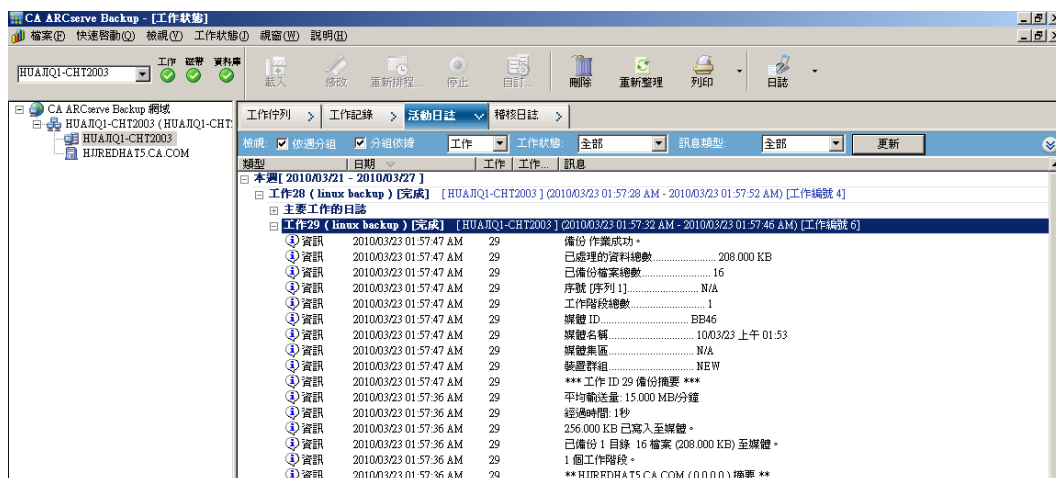 CA ARCserve Backup - [工作狀態]
檔案(F) 快速啓動(Q) 檢視(V) 工作狀態(J) 視窗(W) 說明(H)
HUAJIQ1-CHT2003 工作 磁帶 資料庫 載入 修改 重新排程... 停止 自訂... 刪除 重新整理 列印 日誌
CA ARCserve Backup 網域
HUAJIQ1-CHT2003 ( HUAJIQ1-CHT:
HUAJIQ1-CHT2003
HJREDHAT5.CA.COM
工作佇列 > 工作記錄 > 活動日誌 稽核日誌 >
檢視: 依週分組 分組依據 工作 工作狀態: 全部 訊息類型: 全部 更新
類型 日期 工作 工作... 訊息
本週[ 2010/03/21 - 2010/03/27 ]
工作28 ( linux backup ) [完成] [ HUAJIQ1-CHT2003 ] (2010/03/23 01:57:28 AM - 2010/03/23 01:57:52 AM) [工作編號 4]
主要工作的日誌
工作29 ( linux backup ) [完成] [ HUAJIQ1-CHT2003 ] (2010/03/23 01:57:32 AM - 2010/03/23 01:57:46 AM) [工作編號 6]
資訊 2010/03/23 01:57:47 AM 29 備份 作業成功。
資訊 2010/03/23 01:57:47 AM 29 已處理的資料總數...................... 208.000 KB
資訊 2010/03/23 01:57:47 AM 29 已備份檔案總數........................ 16
資訊 2010/03/23 01:57:47 AM 29 序號 [序列 1]......................... N/A
資訊 2010/03/23 01:57:47 AM 29 工作階段總數.......................... 1
資訊 2010/03/23 01:57:47 AM 29 媒體 ID............................... BB46
資訊 2010/03/23 01:57:47 AM 29 媒體名稱.............................. 10/03/23 上午 01:53
資訊 2010/03/23 01:57:47 AM 29 媒體集區.............................. N/A
資訊 2010/03/23 01:57:47 AM 29 裝置群組.............................. NEW
資訊 2010/03/23 01:57:47 AM 29 *** 工作 ID 29 備份摘要 ***
資訊 2010/03/23 01:57:36 AM 29 平均輸送量: 15.000 MB/分鐘
資訊 2010/03/23 01:57:36 AM 29 經過時間: 1秒
資訊 2010/03/23 01:57:36 AM 29 256.000 KB 已寫入至媒體。
資訊 2010/03/23 01:57:36 AM 29 已備份 1 目錄 16 檔案 (208.000 KB) 至媒體。
資訊 2010/03/23 01:57:36 AM 29 1 個工作階段。
資訊 2010/03/23 01:57:36 AM 29 ** HJREDHAT5.CA.COM ( 0.0.0.0 ) 摘要 **